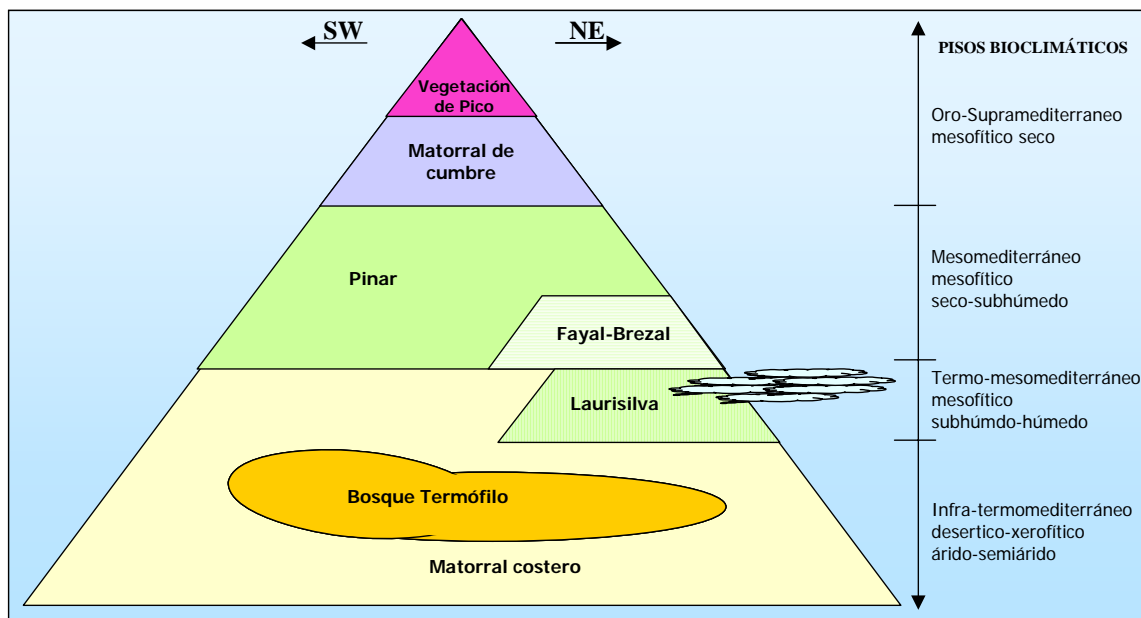 SW
NE
PISOS BIOCLIMÁTICOS
Vegetación
de Pico
Oro-Supramediterraneo
mesofítico seco
Matorral de
cumbre
Pinar
Mesomediterráneo
mesofítico
seco-subhúmedo
Fayal-Brezal
Laurisilva
Termo-mesomediterráneo
mesofítico
subhúmdo-húmedo
Bosque Termófilo
Infra-termomediterráneo
desertico-xerofítico
árido-semiárido
Matorral costero